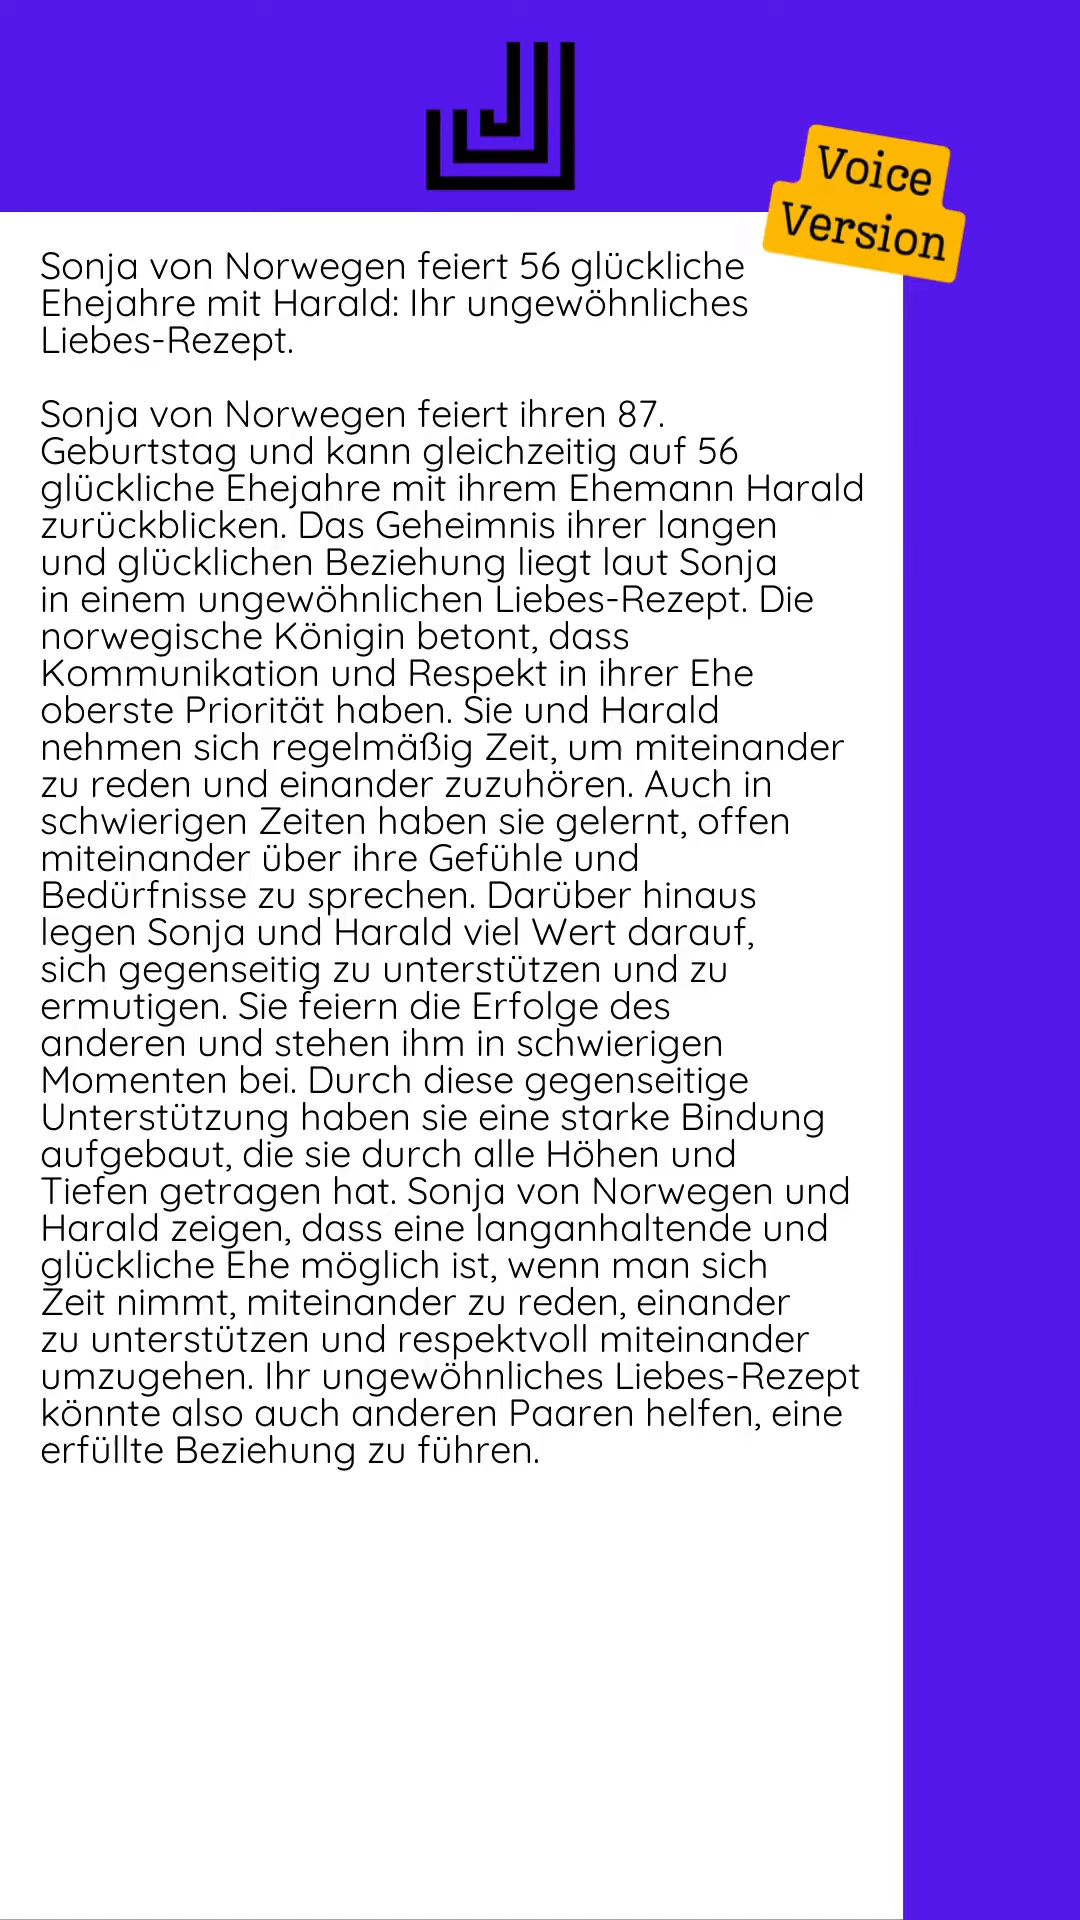 Voice
Version
Sonja von Norwegen feiert 56 glückliche
Ehejahre mit Harald: Ihr ungewöhnliches
Liebes-Rezept.
Sonja von Norwegen feiert ihren 87.
Geburtstag und kann gleichzeitig auf 56
glückliche Ehejahre mit ihrem Ehemann Harald
zurückblicken. Das Geheimnis ihrer langen
und glücklichen Beziehung liegt laut Sonja
in einem ungewöhnlichen Liebes-Rezept. Die
norwegische Königin betont, dass
Kommunikation und Respekt in ihrer Ehe
oberste Priorität haben. Sie und Harald
nehmen sich regelmäßig Zeit, um miteinander
zu reden und einander zuzuhören. Auch in
schwierigen Zeiten haben sie gelernt, offen
miteinander über ihre Gefühle und
Bedürfnisse zu sprechen. Darüber hinaus
legen Sonja und Harald viel Wert darauf,
sich gegenseitig zu unterstützen und zu
ermutigen. Sie feiern die Erfolge des
anderen und stehen ihm in schwierigen
Momenten bei. Durch diese gegenseitige
Unterstützung haben sie eine starke Bindung
aufgebaut, die sie durch alle Höhen und
Tiefen getragen hat. Sonja von Norwegen und
Harald zeigen, dass eine langanhaltende und
glückliche Ehe möglich ist, wenn man sich
Zeit nimmt, miteinander zu reden, einander
zu unterstützen und respektvoll miteinander
umzugehen. Ihr ungewöhnliches Liebes-Rezept
könnte also auch anderen Paaren helfen, eine
erfüllte Beziehung zu führen.